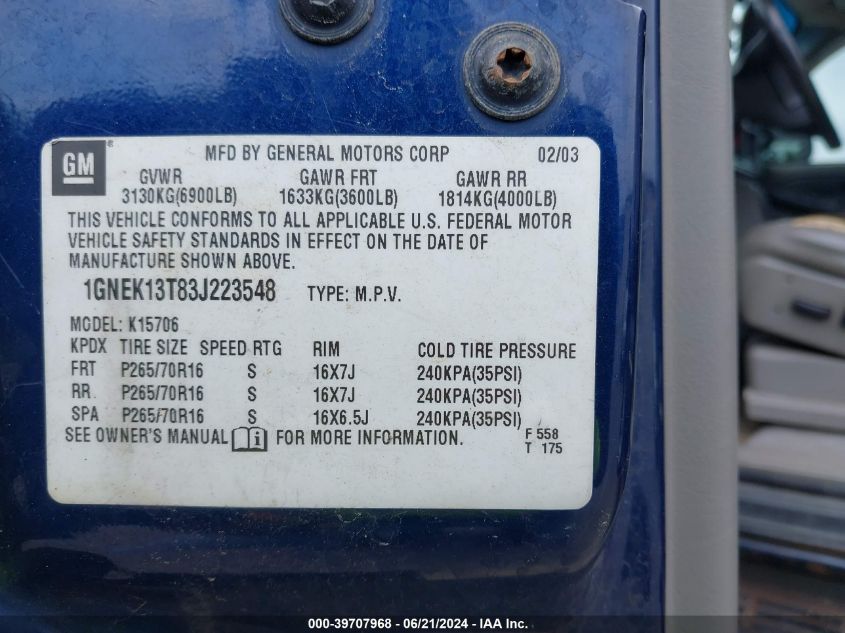 GM®
MFD BY GENERAL MOTORS CORP 02/03
GVWR GAWR FRT GAWR RR
3130KG(6900LB) 1633KG(3600LB) 1814KG(4000LB)
THIS VEHICLE CONFORMS TO ALL APPLICABLE U.S. FEDERAL MOTOR
VEHICLE SAFETY STANDARDS IN EFFECT ON THE DATE OF
MANUFACTURE SHOWN ABOVE.
1GNEK13T83J223548 TYPE: M.P.V.
MODEL: K15706
KPDX TIRE SIZE SPEED RTG RIM COLD TIRE PRESSURE
FRT P265/70R16 S 16X7J 240KPA(35PSI)
RR P265/70R16 S 16X7J 240KPA(35PSI)
SPA P265/70R16 S 16X6.5J 240KPA(35PSI)
SEE OWNER'S MANUAL i FOR MORE INFORMATION.
F 558
T 175
000-39707968 - 06/21/2024 - IAA Inc.